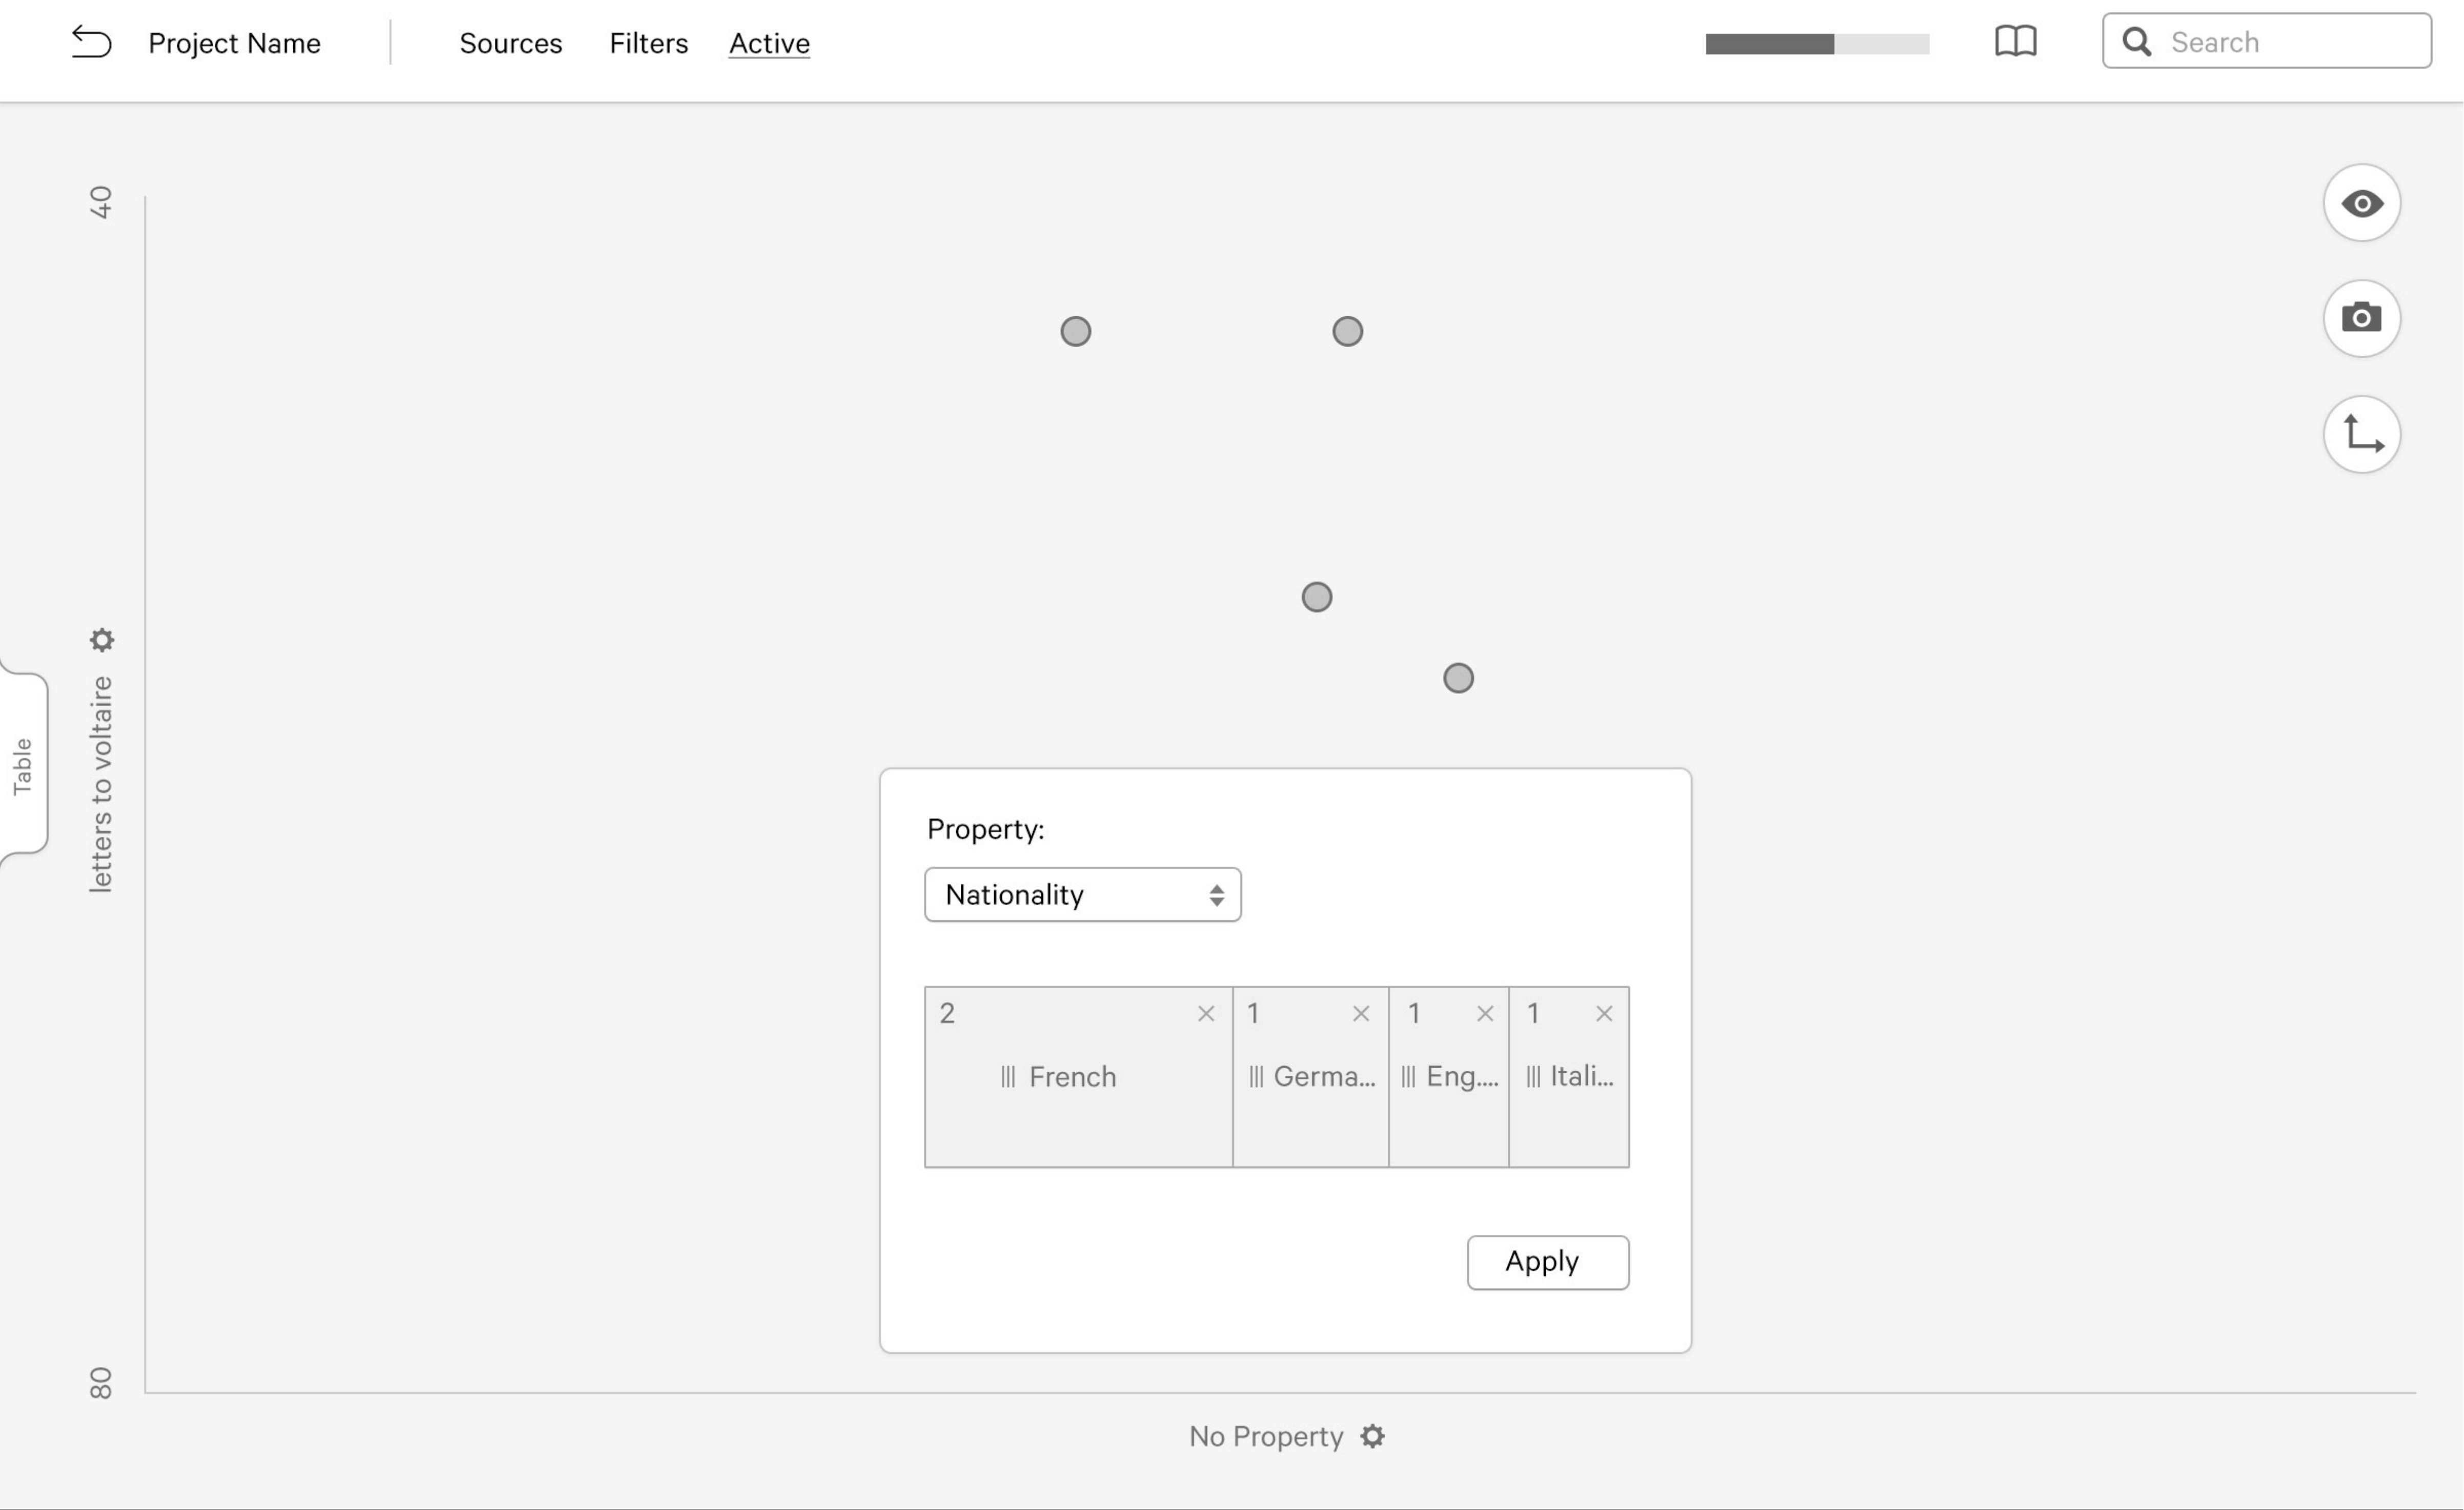 Project Name
Sources Filters Active
Search
40
letters to voltaire
Table
80
Property:
Nationality
2
French
1
Germa...
1
Eng....
1
Itali...
Apply
No Property